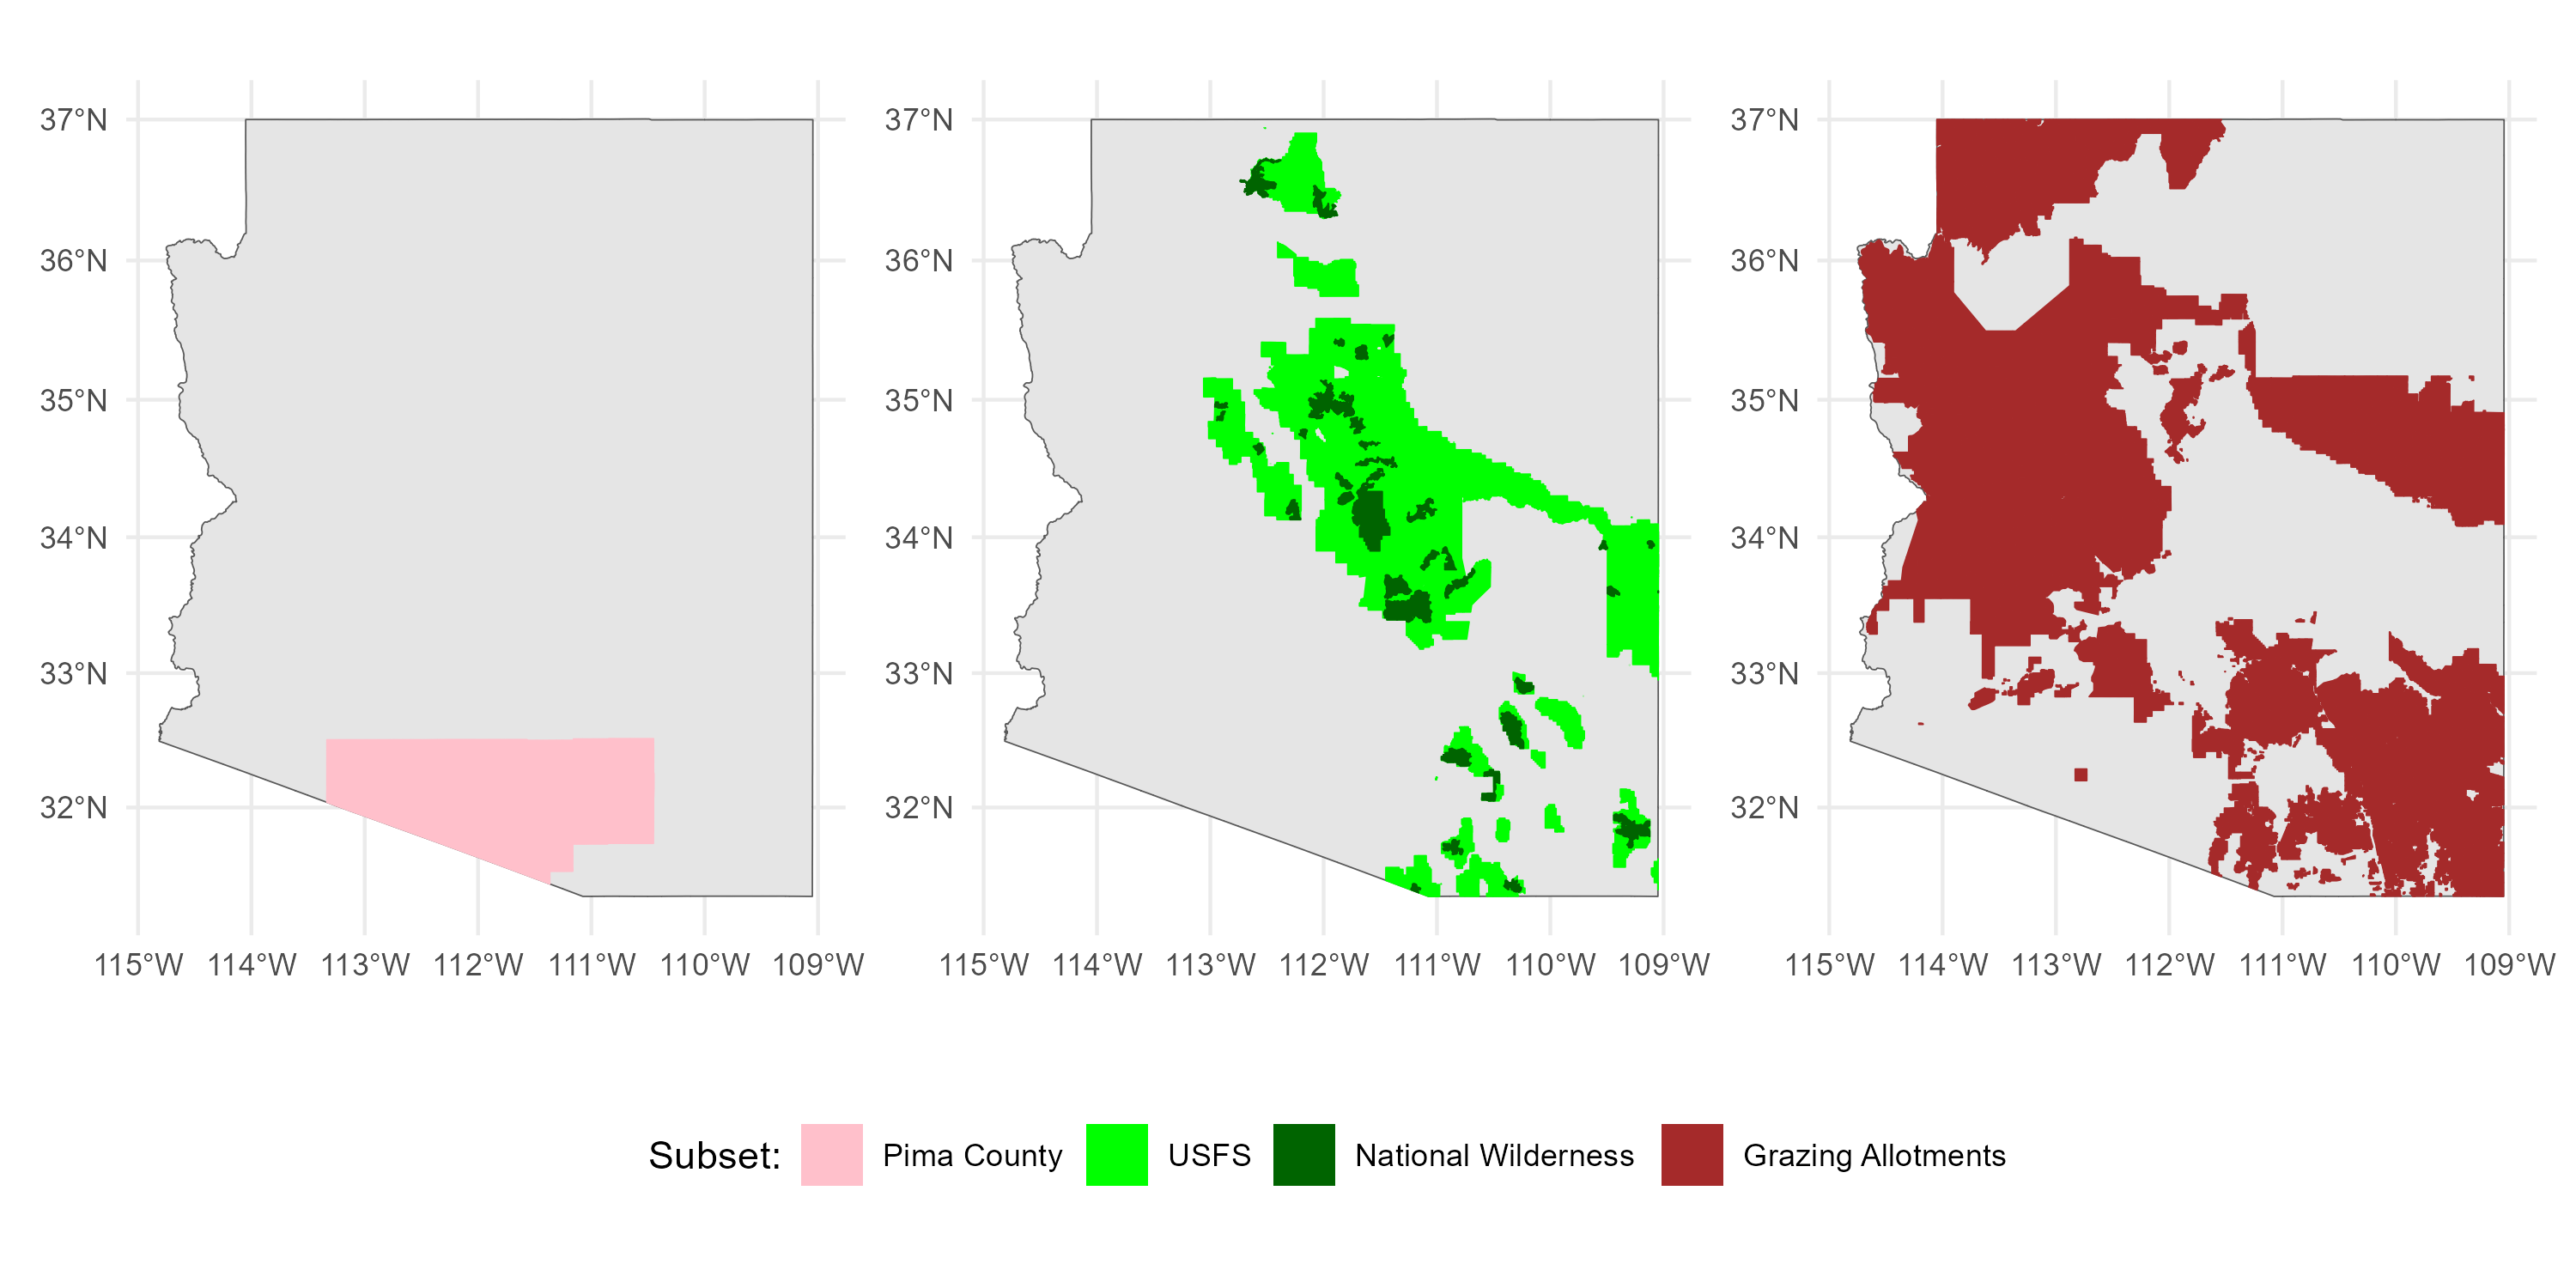 37°N 37°N 37°N
36°N 36°N 36°N
35°N 35°N 35°N
34°N 34°N 34°N
33°N 33°N 33°N
32°N 32°N 32°N
115°W 114°W 113°W 112°W 111°W 110°W 109°W 115°W 114°W 113°W 112°W 111°W 110°W 109°W 115°W 114°W 113°W 112°W 111°W 110°W 109°W
Subset: Pima County USFS National Wilderness Grazing Allotments